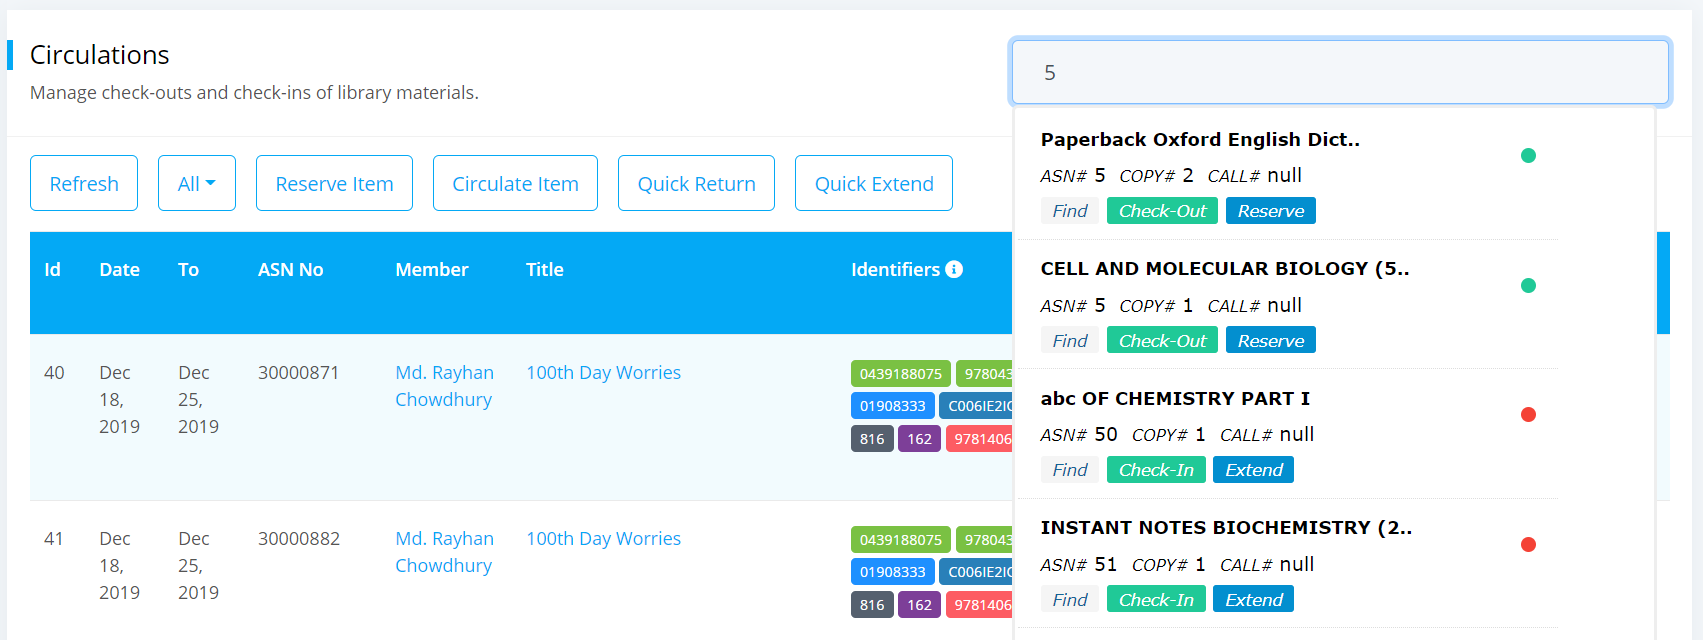 Circulations
Manage check-outs and check-ins of library materials.
5
Refresh All Reserve Item Circulate Item Quick Return Quick Extend
Id Date To ASN No Member Title Identifiers
40 Dec 18, 2019 Dec 25, 2019 30000871 Md. Rayhan Chowdhury 100th Day Worries
0439188075 978043
01908333 C006IE2IC
816 162 9781406
41 Dec 18, 2019 Dec 25, 2019 30000882 Md. Rayhan Chowdhury 100th Day Worries
0439188075 978043
01908333 C006IE2IC
816 162 9781406
Paperback Oxford English Dict..
ASN# 5 COPY# 2 CALL# null
Find Check-Out Reserve
CELL AND MOLECULAR BIOLOGY (5..
ASN# 5 COPY# 1 CALL# null
Find Check-Out Reserve
abc OF CHEMISTRY PART I
ASN# 50 COPY# 1 CALL# null
Find Check-In Extend
INSTANT NOTES BIOCHEMISTRY (2..
ASN# 51 COPY# 1 CALL# null
Find Check-In Extend